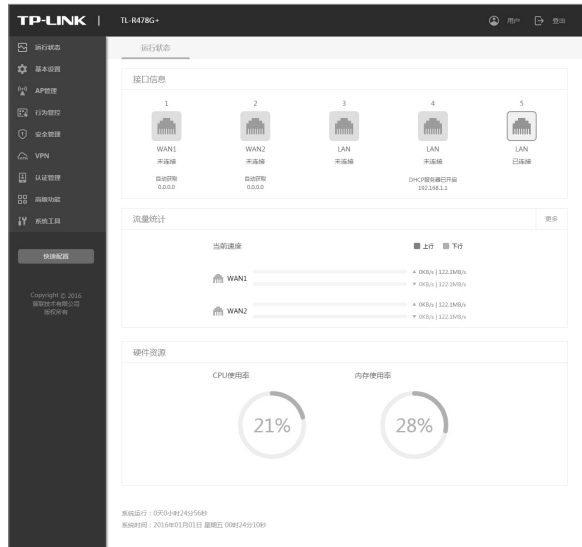 TP-LINK | TL-R478G+ 用户 登出
运行状态
基本设置
AP管理
行为管控
安全管理
VPN
认证管理
高级功能
系统工具
快速配置
Copyright © 2016
普联技术有限公司
版权所有
运行状态
接口信息
1 2 3 4 5
WAN1 WAN2 LAN LAN LAN
未连接 未连接 未连接 未连接 已连接
自动获取 自动获取 DHCP服务器已开启
0.0.0.0 0.0.0.0 192.168.1.1
流量统计 更多
当前速度 上行 下行
WAN1 ▲ 0KB/s | 122.1MB/s
▼ 0KB/s | 122.1MB/s
WAN2 ▲ 0KB/s | 122.1MB/s
▼ 0KB/s | 122.1MB/s
硬件资源
CPU使用率 内存使用率
21% 28%
系统运行：0天0小时24分56秒
系统时间：2016年01月01日 星期五 00时24分10秒